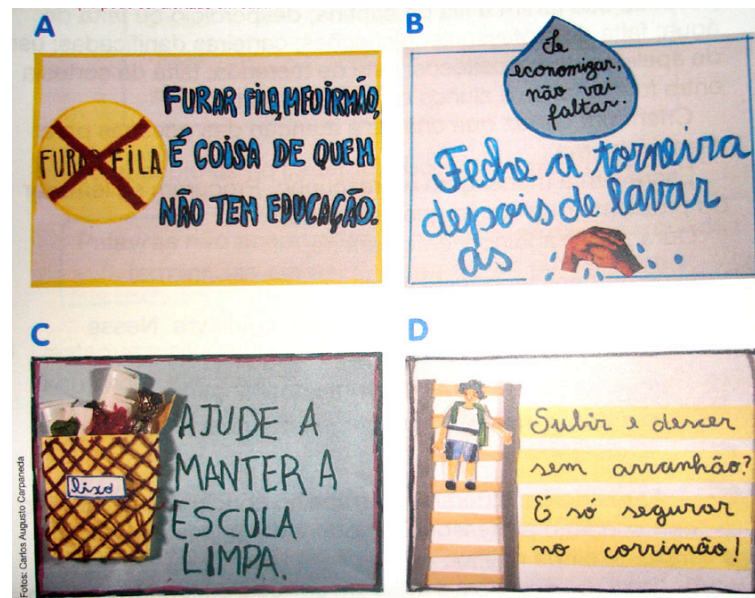 A
FURAR FILA
FURAR FILA, MEU IRMÃO,
É COISA DE QUEM
NÃO TEM EDUCAÇÃO.
B
Se
economizar,
não vai
faltar.
Feche a torneira
depois de lavar
as
C
lixo
AJUDE A
MANTER A
ESCOLA
LIMPA.
D
Subir e descer
sem arranhão?
É só segurar
no corrimão!
Fotos: Carlos Augusto Carpaneda